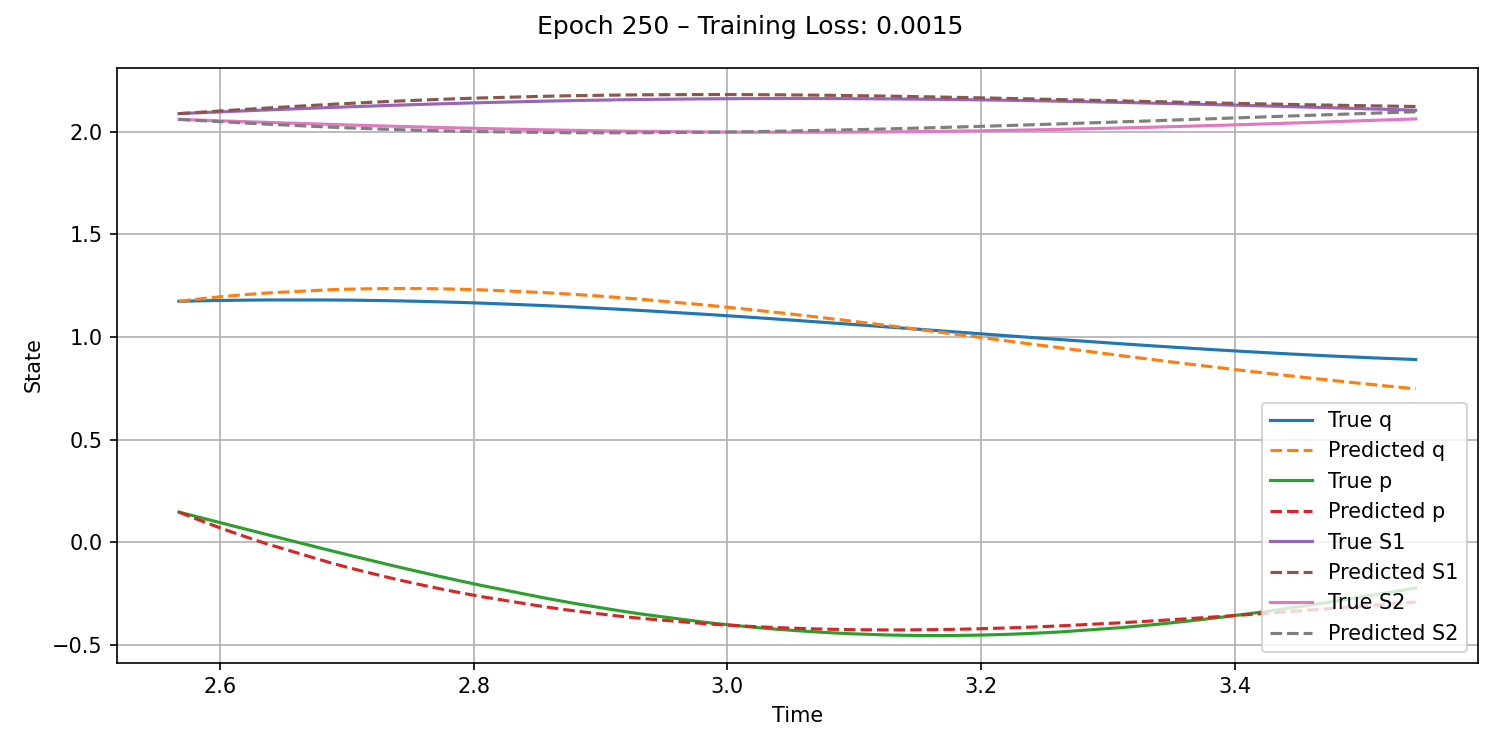 Epoch 250 – Training Loss: 0.0015
2.0
1.5
1.0
0.5
0.0
−0.5
State
2.6 2.8 3.0 3.2 3.4
Time
True q
Predicted q
True p
Predicted p
True S1
Predicted S1
True S2
Predicted S2